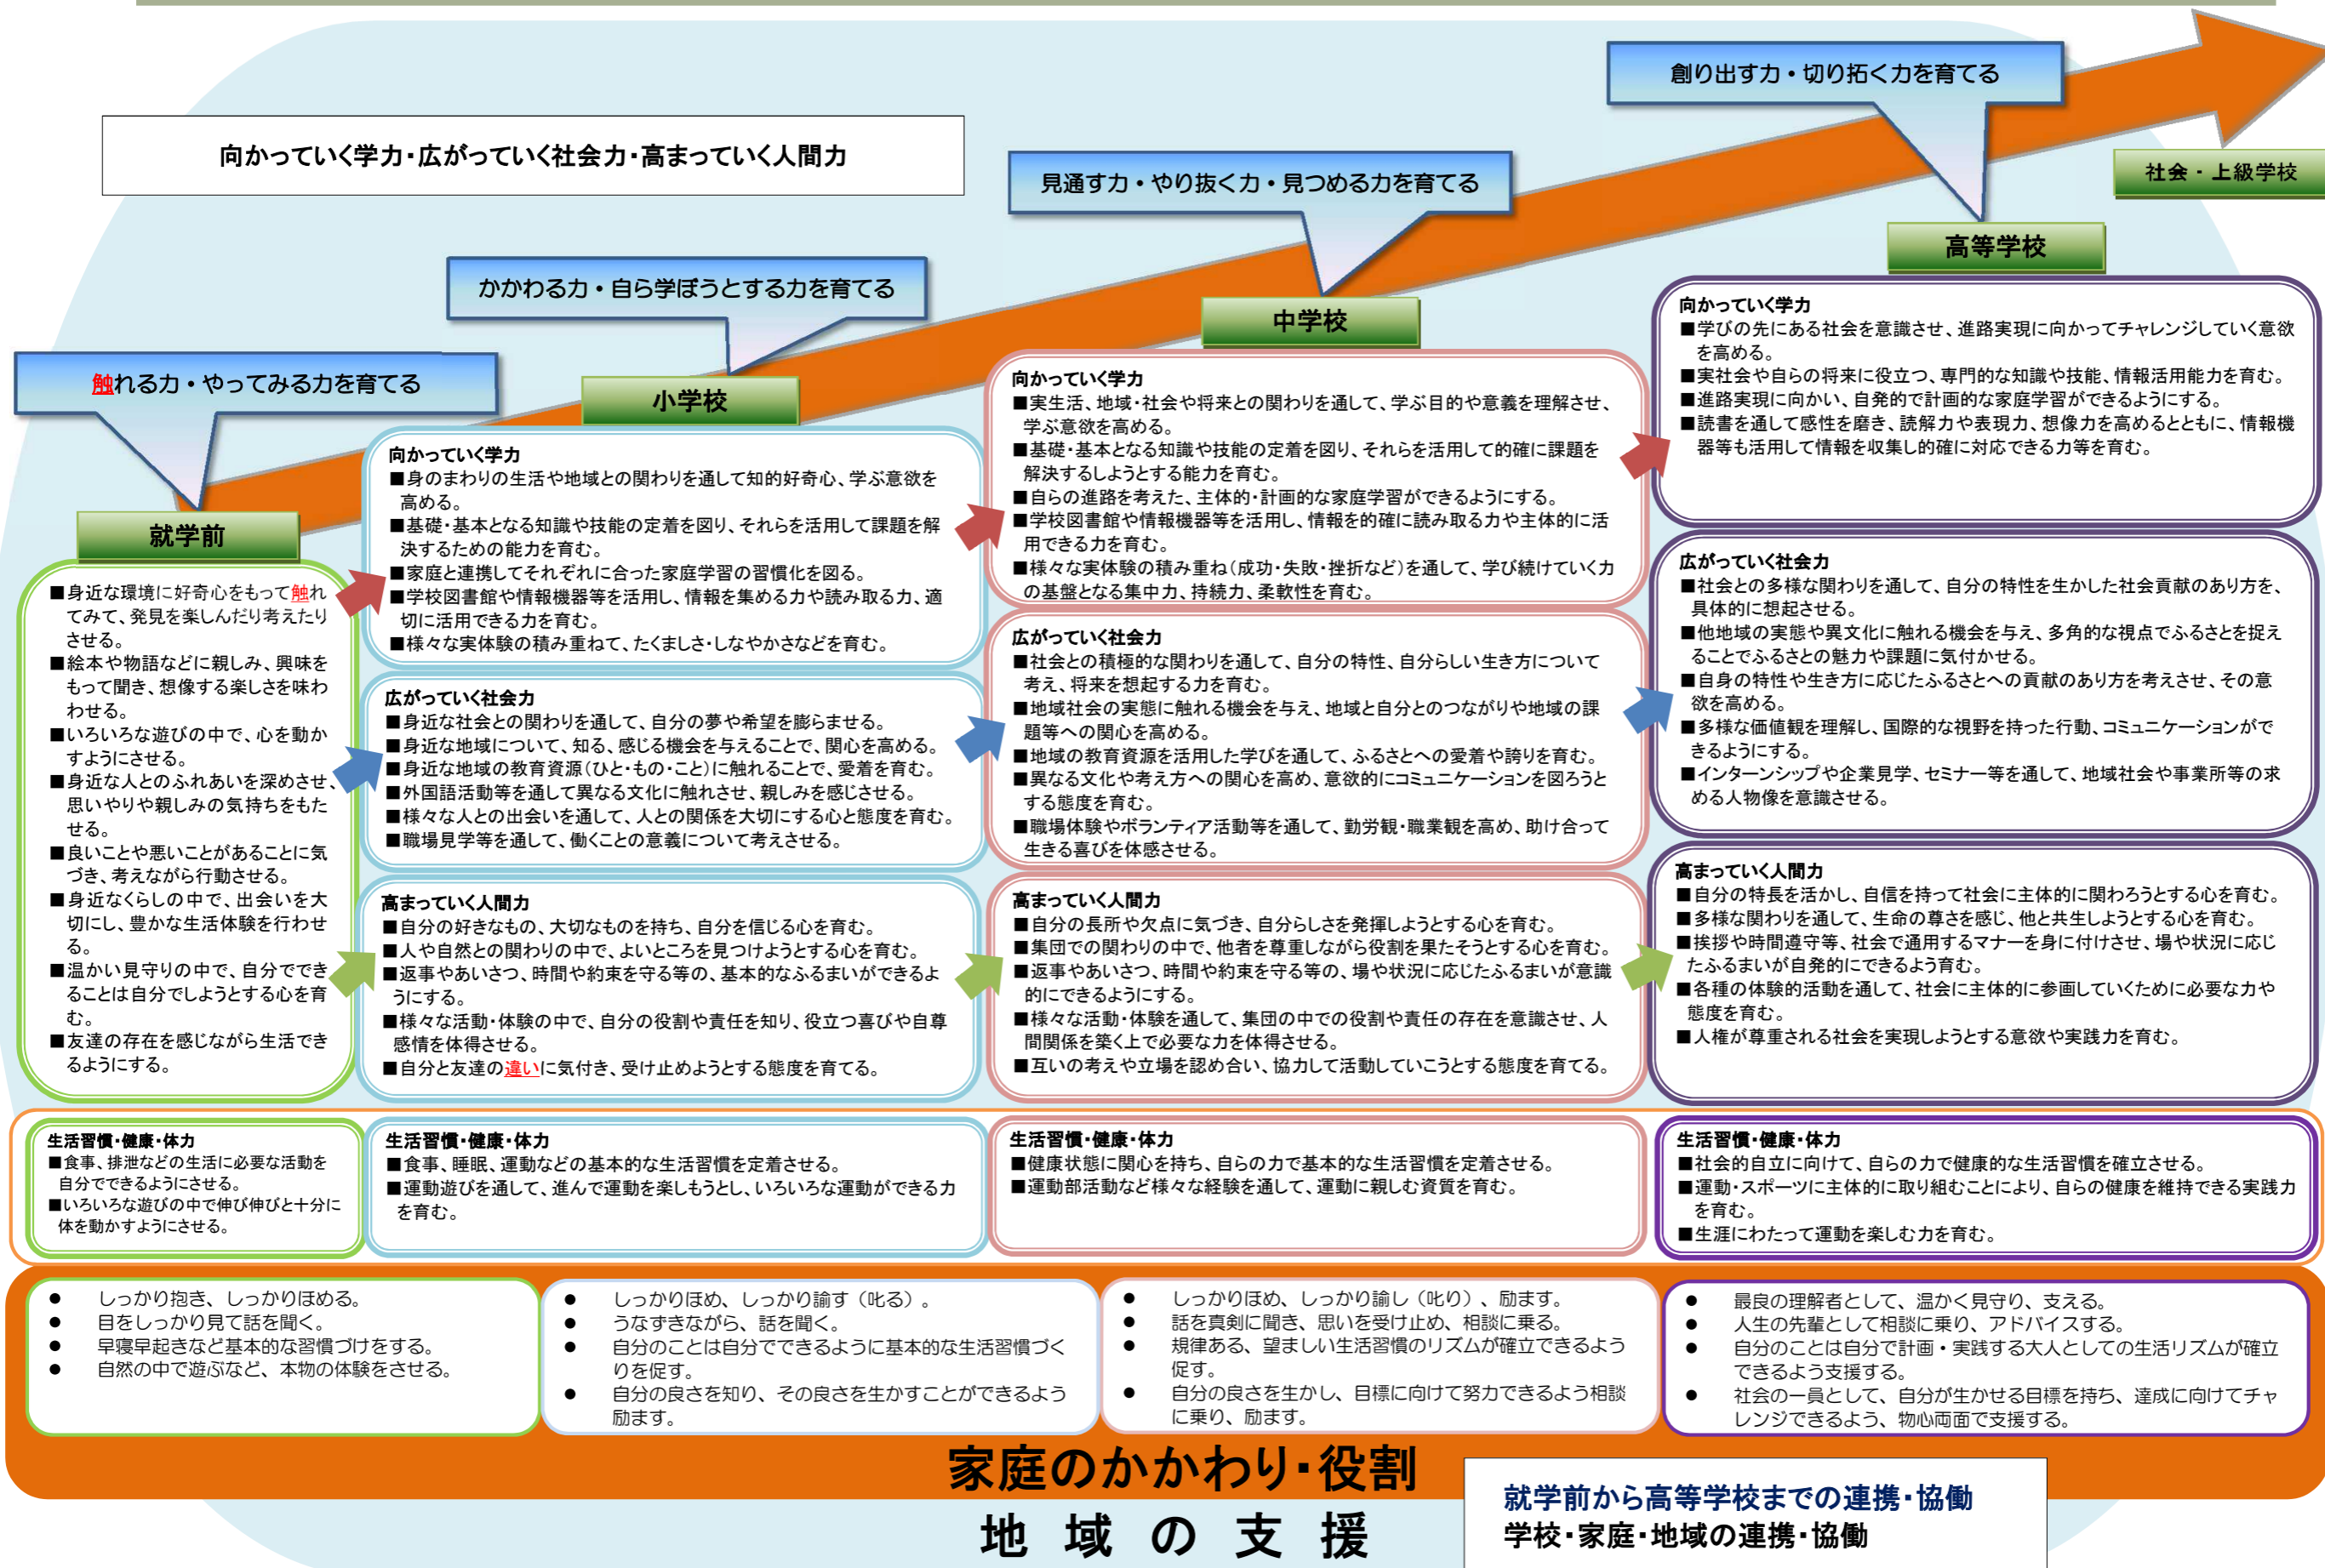 向かっていく学力・広がっていく社会力・高まっていく人間力
創り出す力・切り拓く力を育てる
社会・上級学校
見通す力・やり抜く力・見つめる力を育てる
かかわる力・自ら学ぼうとする力を育てる
触れる力・やってみる力を育てる
就学前
■身近な環境に好奇心をもって触れ
てみて、発見を楽しんだり考えたり
させる。
■絵本や物語などに親しみ、興味を
もって聞き、想像する楽しさを味わ
わせる。
■いろいろな遊びの中で、心を動か
すようにさせる。
■身近な人とのふれあいを深めさせ、
思いやりや親しみの気持ちをもた
せる。
■良いことや悪いことがあることに気
づき、考えながら行動させる。
■身近なくらしの中で、出会いを大
切にし、豊かな生活体験を行わせ
る。
■温かい見守りの中で、自分ででき
ることは自分でしようとする心を育
む。
■友達の存在を感じながら生活でき
るようにする。
小学校
向かっていく学力
■身のまわりの生活や地域との関わりを通して知的好奇心、学ぶ意欲を
高める。
■基礎・基本となる知識や技能の定着を図り、それらを活用して課題を解
決するための能力を育む。
■家庭と連携してそれぞれに合った家庭学習の習慣化を図る。
■学校図書館や情報機器等を活用し、情報を集める力や読み取る力、適
切に活用できる力を育む。
■様々な実体験の積み重ねて、たくましさ・しなやかさなどを育む。
広がっていく社会力
■身近な社会との関わりを通して、自分の夢や希望を膨らませる。
■身近な地域について、知る、感じる機会を与えることで、関心を高める。
■身近な地域の教育資源(ひと・もの・こと)に触れることで、愛着を育む。
■外国語活動等を通して異なる文化に触れさせ、親しみを感じさせる。
■様々な人との出会いを通して、人との関係を大切にする心と態度を育む。
■職場見学等を通して、働くことの意義について考えさせる。
高まっていく人間力
■自分の好きなもの、大切なものを持ち、自分を信じる心を育む。
■人や自然との関わりの中で、よいところを見つけようとする心を育む。
■返事やあいさつ、時間や約束を守る等の、基本的なふるまいができるよ
うにする。
■様々な活動・体験の中で、自分の役割や責任を知り、役立つ喜びや自尊
感情を体得させる。
■自分と友達の違いに気付き、受け止めようとする態度を育てる。
中学校
向かっていく学力
■実生活、地域・社会や将来との関わりを通して、学ぶ目的や意義を理解させ、
学ぶ意欲を高める。
■基礎・基本となる知識や技能の定着を図り、それらを活用して的確に課題を
解決するしようとする能力を育む。
■自らの進路を考えた、主体的・計画的な家庭学習ができるようにする。
■学校図書館や情報機器等を活用し、情報を的確に読み取る力や主体的に活
用できる力を育む。
■様々な実体験の積み重ね(成功・失敗・挫折など)を通して、学び続けていく力
の基盤となる集中力、持続力、柔軟性を育む。
広がっていく社会力
■社会との積極的な関わりを通して、自分の特性、自分らしい生き方について
考え、将来を想起する力を育む。
■地域社会の実態に触れる機会を与え、地域と自分とのつながりや地域の課
題等への関心を高める。
■地域の教育資源を活用した学びを通して、ふるさとへの愛着や誇りを育む。
■異なる文化や考え方への関心を高め、意欲的にコミュニケーションを図ろうと
する態度を育む。
■職場体験やボランティア活動等を通して、勤労観・職業観を高め、助け合って
生きる喜びを体感させる。
高まっていく人間力
■自分の長所や欠点に気づき、自分らしさを発揮しようとする心を育む。
■集団での関わりの中で、他者を尊重しながら役割を果たそうとする心を育む。
■返事やあいさつ、時間や約束を守る等の、場や状況に応じたふるまいが意識
的にできるようにする。
■様々な活動・体験を通して、集団の中での役割や責任の存在を意識させ、人
間関係を築く上で必要な力を体得させる。
■互いの考えや立場を認め合い、協力して活動していこうとする態度を育てる。
高等学校
向かっていく学力
■学びの先にある社会を意識させ、進路実現に向かってチャレンジしていく意欲
を高める。
■実社会や自らの将来に役立つ、専門的な知識や技能、情報活用能力を育む。
■進路実現に向かい、自発的で計画的な家庭学習ができるようにする。
■読書を通して感性を磨き、読解力や表現力、想像力を高めるとともに、情報機
器等も活用して情報を収集し的確に対応できる力等を育む。
広がっていく社会力
■社会との多様な関わりを通して、自分の特性を生かした社会貢献のあり方を、
具体的に想起させる。
■他地域の実態や異文化に触れる機会を与え、多角的な視点でふるさとを捉え
ることでふるさとの魅力や課題に気付かせる。
■自身の特性や生き方に応じたふるさとへの貢献のあり方を考えさせ、その意
欲を高める。
■多様な価値観を理解し、国際的な視野を持った行動、コミュニケーションがで
きるようにする。
■インターンシップや企業見学、セミナー等を通して、地域社会や事業所等の求
める人物像を意識させる。
高まっていく人間力
■自分の特長を活かし、自信を持って社会に主体的に関わろうとする心を育む。
■多様な関わりを通して、生命の尊さを感じ、他と共生しようとする心を育む。
■挨拶や時間遵守等、社会で通用するマナーを身に付けさせ、場や状況に応じ
たふるまいが自発的にできるよう育む。
■各種の体験的活動を通して、社会に主体的に参画していくために必要な力や
態度を育む。
■人権が尊重される社会を実現しようとする意欲や実践力を育む。
生活習慣・健康・体力
■食事、排泄などの生活に必要な活動を
自分でできるようにさせる。
■いろいろな遊びの中で伸び伸びと十分に
体を動かすようにさせる。
生活習慣・健康・体力
■食事、睡眠、運動などの基本的な生活習慣を定着させる。
■運動遊びを通して、進んで運動を楽しもうとし、いろいろな運動ができる力
を育む。
生活習慣・健康・体力
■健康状態に関心を持ち、自らの力で基本的な生活習慣を定着させる。
■運動部活動など様々な経験を通して、運動に親しむ資質を育む。
生活習慣・健康・体力
■社会的自立に向けて、自らの力で健康的な生活習慣を確立させる。
■運動・スポーツに主体的に取り組むことにより、自らの健康を維持できる実践力
を育む。
■生涯にわたって運動を楽しむ力を育む。
● しっかり抱き、しっかりほめる。
● 目をしっかり見て話を聞く。
● 早寝早起きなど基本的な習慣づけをする。
● 自然の中で遊ぶなど、本物の体験をさせる。
● しっかりほめ、しっかり諭す（叱る）。
● うなずきながら、話を聞く。
● 自分のことは自分でできるように基本的な生活習慣づく
りを促す。
● 自分の良さを知り、その良さを生かすことができるよう
励ます。
● しっかりほめ、しっかり諭し（叱り）、励ます。
● 話を真剣に聞き、思いを受け止め、相談に乗る。
● 規律ある、望ましい生活習慣のリズムが確立できるよう
促す。
● 自分の良さを生かし、目標に向けて努力できるよう相談
に乗り、励ます。
● 最良の理解者として、温かく見守り、支える。
● 人生の先輩として相談に乗り、アドバイスする。
● 自分のことは自分で計画・実践する大人としての生活リズムが確立
できるよう支援する。
● 社会の一員として、自分が生かせる目標を持ち、達成に向けてチャ
レンジできるよう、物心両面で支援する。
家庭のかかわり・役割
地域の支援
就学前から高等学校までの連携・協働
学校・家庭・地域の連携・協働